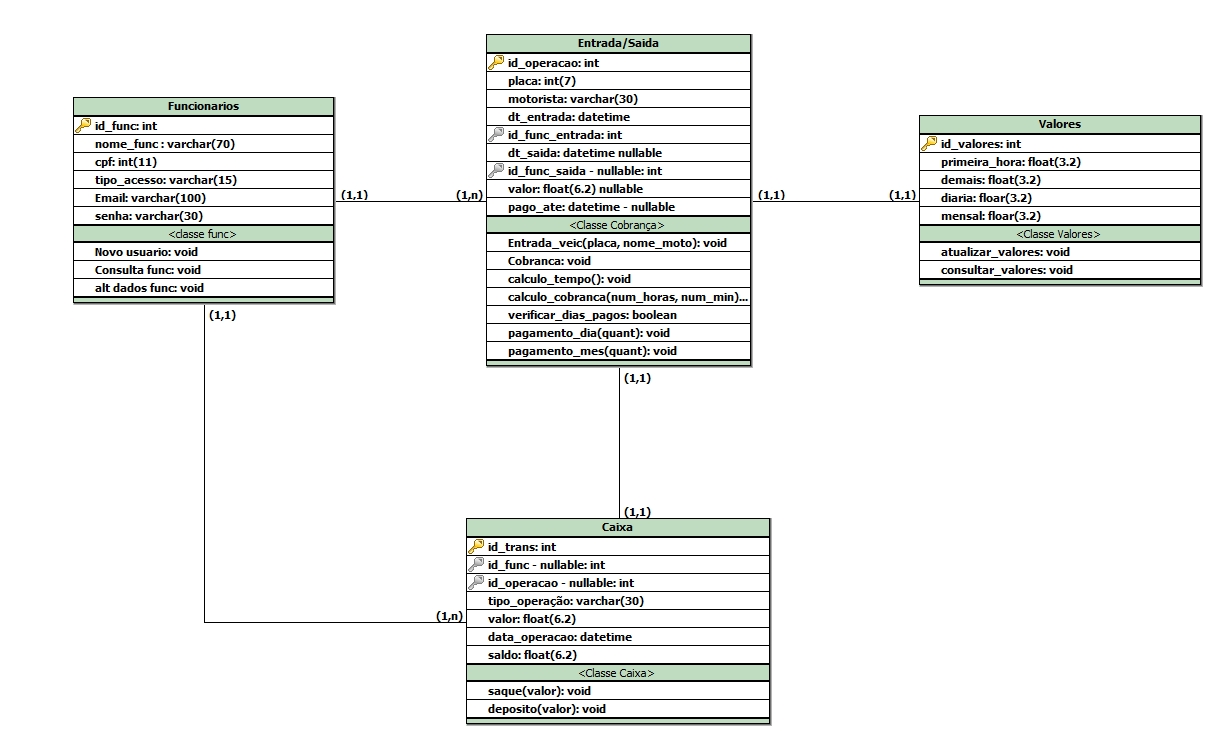 Funcionarios
id_func: int
nome_func : varchar(70)
cpf: int(11)
tipo_acesso: varchar(15)
Email: varchar(100)
senha: varchar(30)
<classe func>
Novo usuario: void
Consulta func: void
alt dados func: void
(1,1)
(1,n)
(1,1)
Entrada/Saida
id_operacao: int
placa: int(7)
motorista: varchar(30)
dt_entrada: datetime
id_func_entrada: int
dt_saida: datetime nullable
id_func_saida - nullable: int
valor: float(6.2) nullable
pago_ate: datetime - nullable
<Classe Cobrança>
Entrada_veic(placa, nome_moto): void
Cobranca: void
calculo_tempo(): void
calculo_cobranca(num_horas, num_min)...
verificar_dias_pagos: boolean
pagamento_dia(quant): void
pagamento_mes(quant): void
(1,1)
(1,1)
(1,1)
Valores
id_valores: int
primeira_hora: float(3.2)
demais: float(3.2)
diaria: floar(3.2)
mensal: floar(3.2)
<Classe Valores>
atualizar_valores: void
consultar_valores: void
(1,1)
(1,n)
Caixa
id_trans: int
id_func - nullable: int
id_operacao - nullable: int
tipo_operação: varchar(30)
valor: float(6.2)
data_operacao: datetime
saldo: float(6.2)
<Classe Caixa>
saque(valor): void
deposito(valor): void